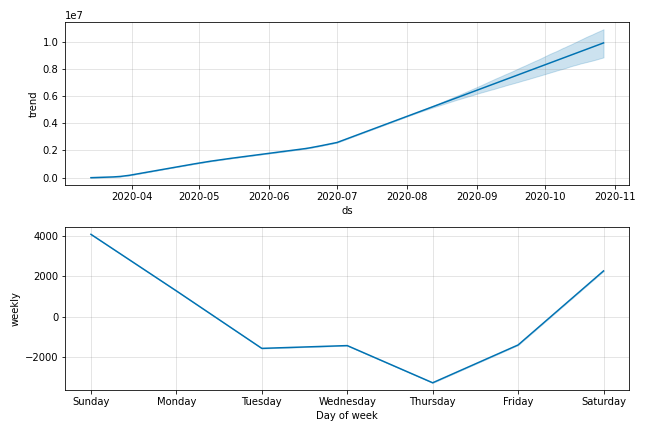 1e7
1.0
0.8
0.6
0.4
0.2
0.0
trend
2020-04 2020-05 2020-06 2020-07 2020-08 2020-09 2020-10 2020-11
ds
4000
2000
0
−2000
weekly
Sunday Monday Tuesday Wednesday Thursday Friday Saturday
Day of week